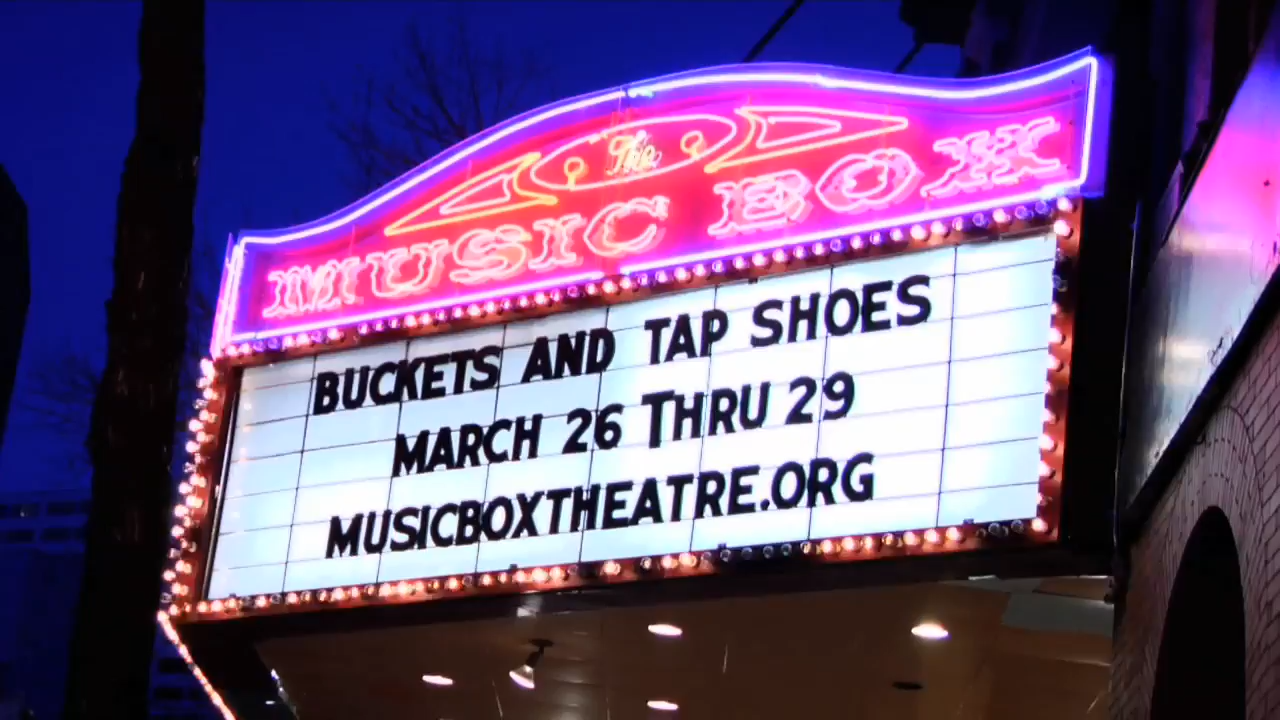 The
MUSIC BOX
BUCKETS AND TAP SHOES
MARCH 26 THRU 29
MUSICBOXTHEATRE.ORG